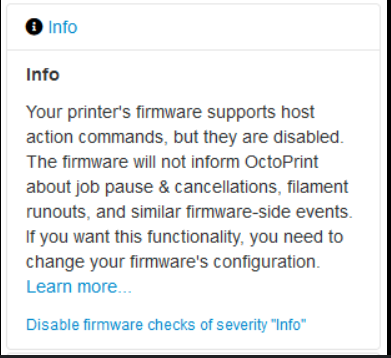 Info
Info
Your printer's firmware supports host
action commands, but they are disabled.
The firmware will not inform OctoPrint
about job pause & cancellations, filament
runouts, and similar firmware-side events.
If you want this functionality, you need to
change your firmware's configuration.
Learn more...
Disable firmware checks of severity "Info"